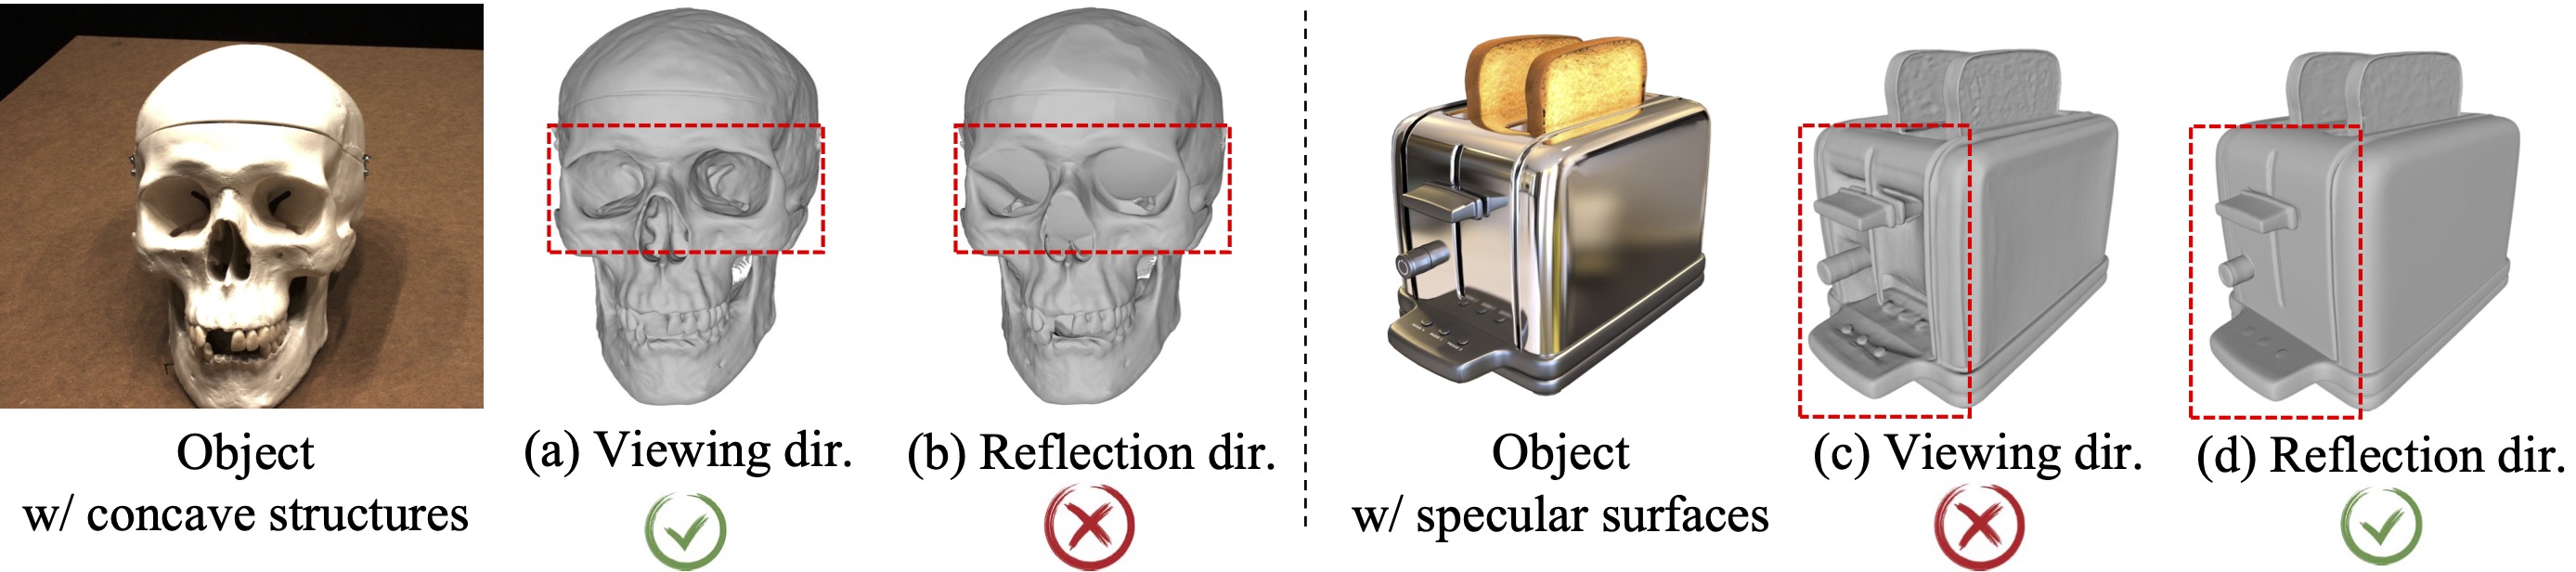 Object
w/ concave structures
(a) Viewing dir.
(b) Reflection dir.
Object
w/ specular surfaces
(c) Viewing dir.
(d) Reflection dir.